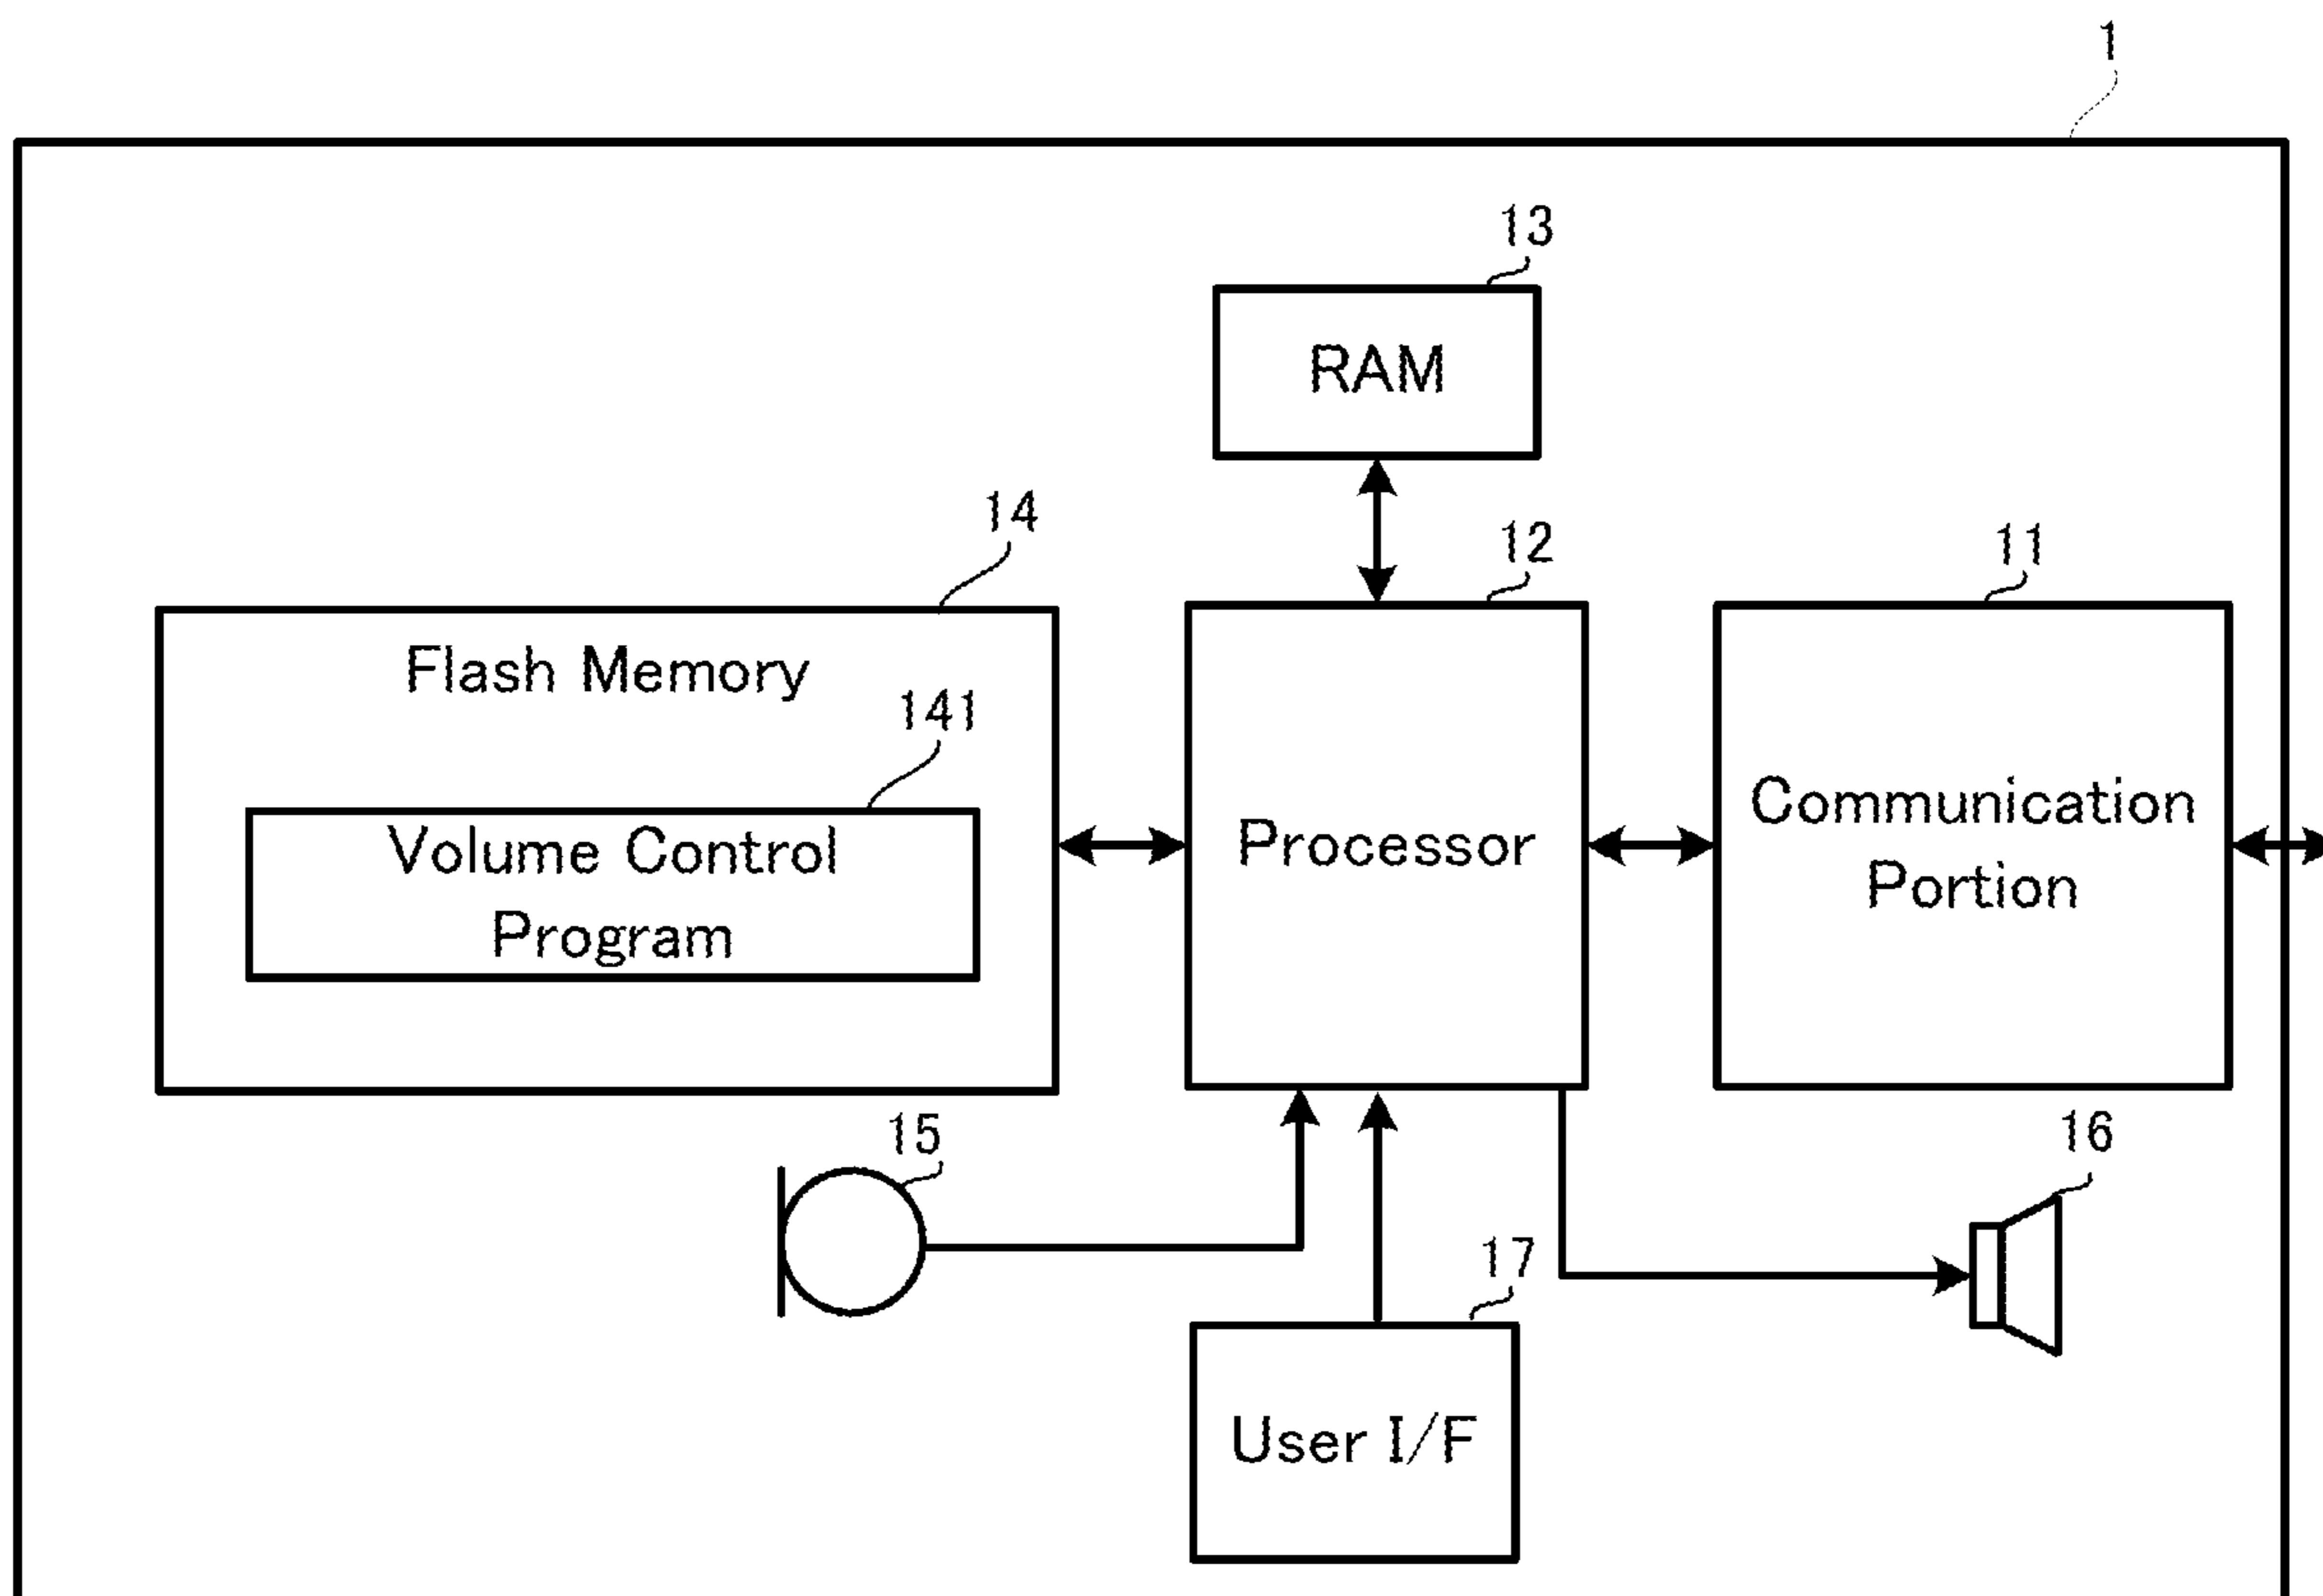 1
13
RAM
14
12
11
Flash Memory
141
Volume Control
Program
Processor
Communication
Portion
15
16
17
User I/F